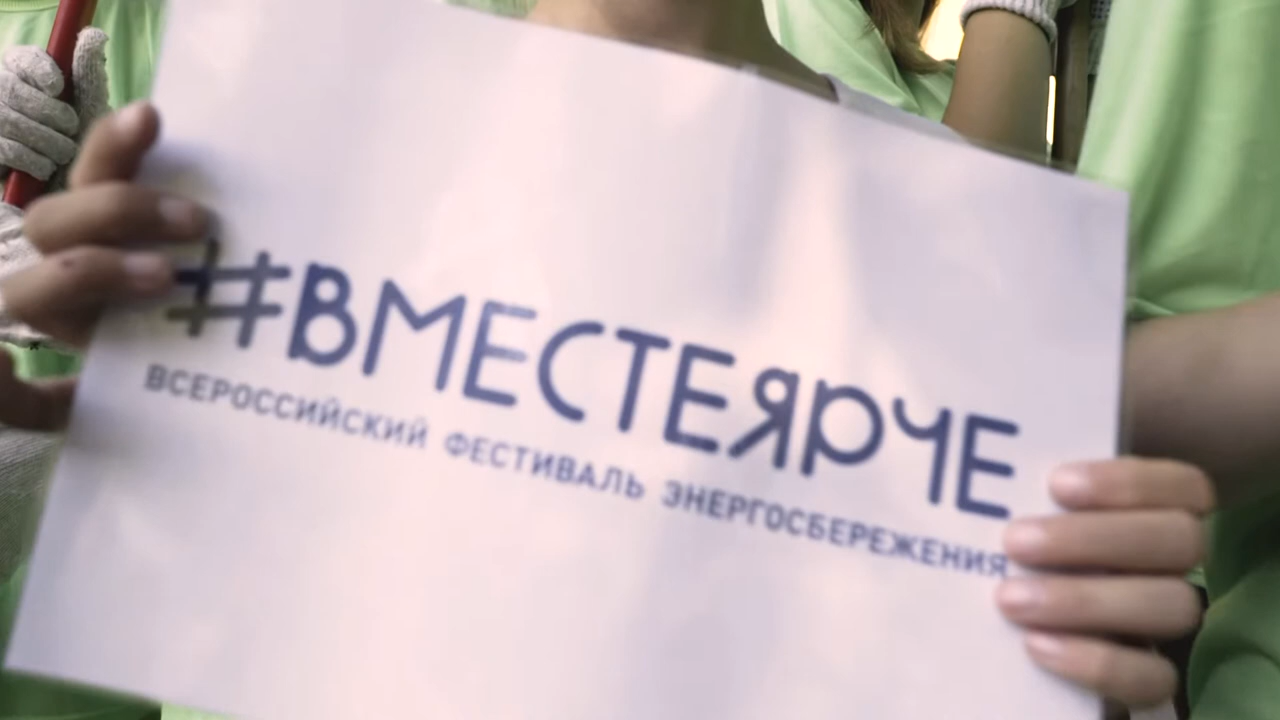 #ВМЕСТЕЯРЧЕ
ВСЕРОССИЙСКИЙ ФЕСТИВАЛЬ ЭНЕРГОСБЕРЕЖЕНИЯ